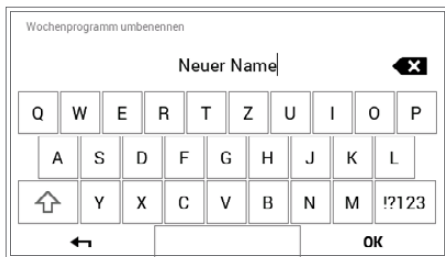 Wochenprogramm umbenennen
Neuer Name
Q W E R T Z U I O P
A S D F G H J K L
Y X C V B N M !?123
OK